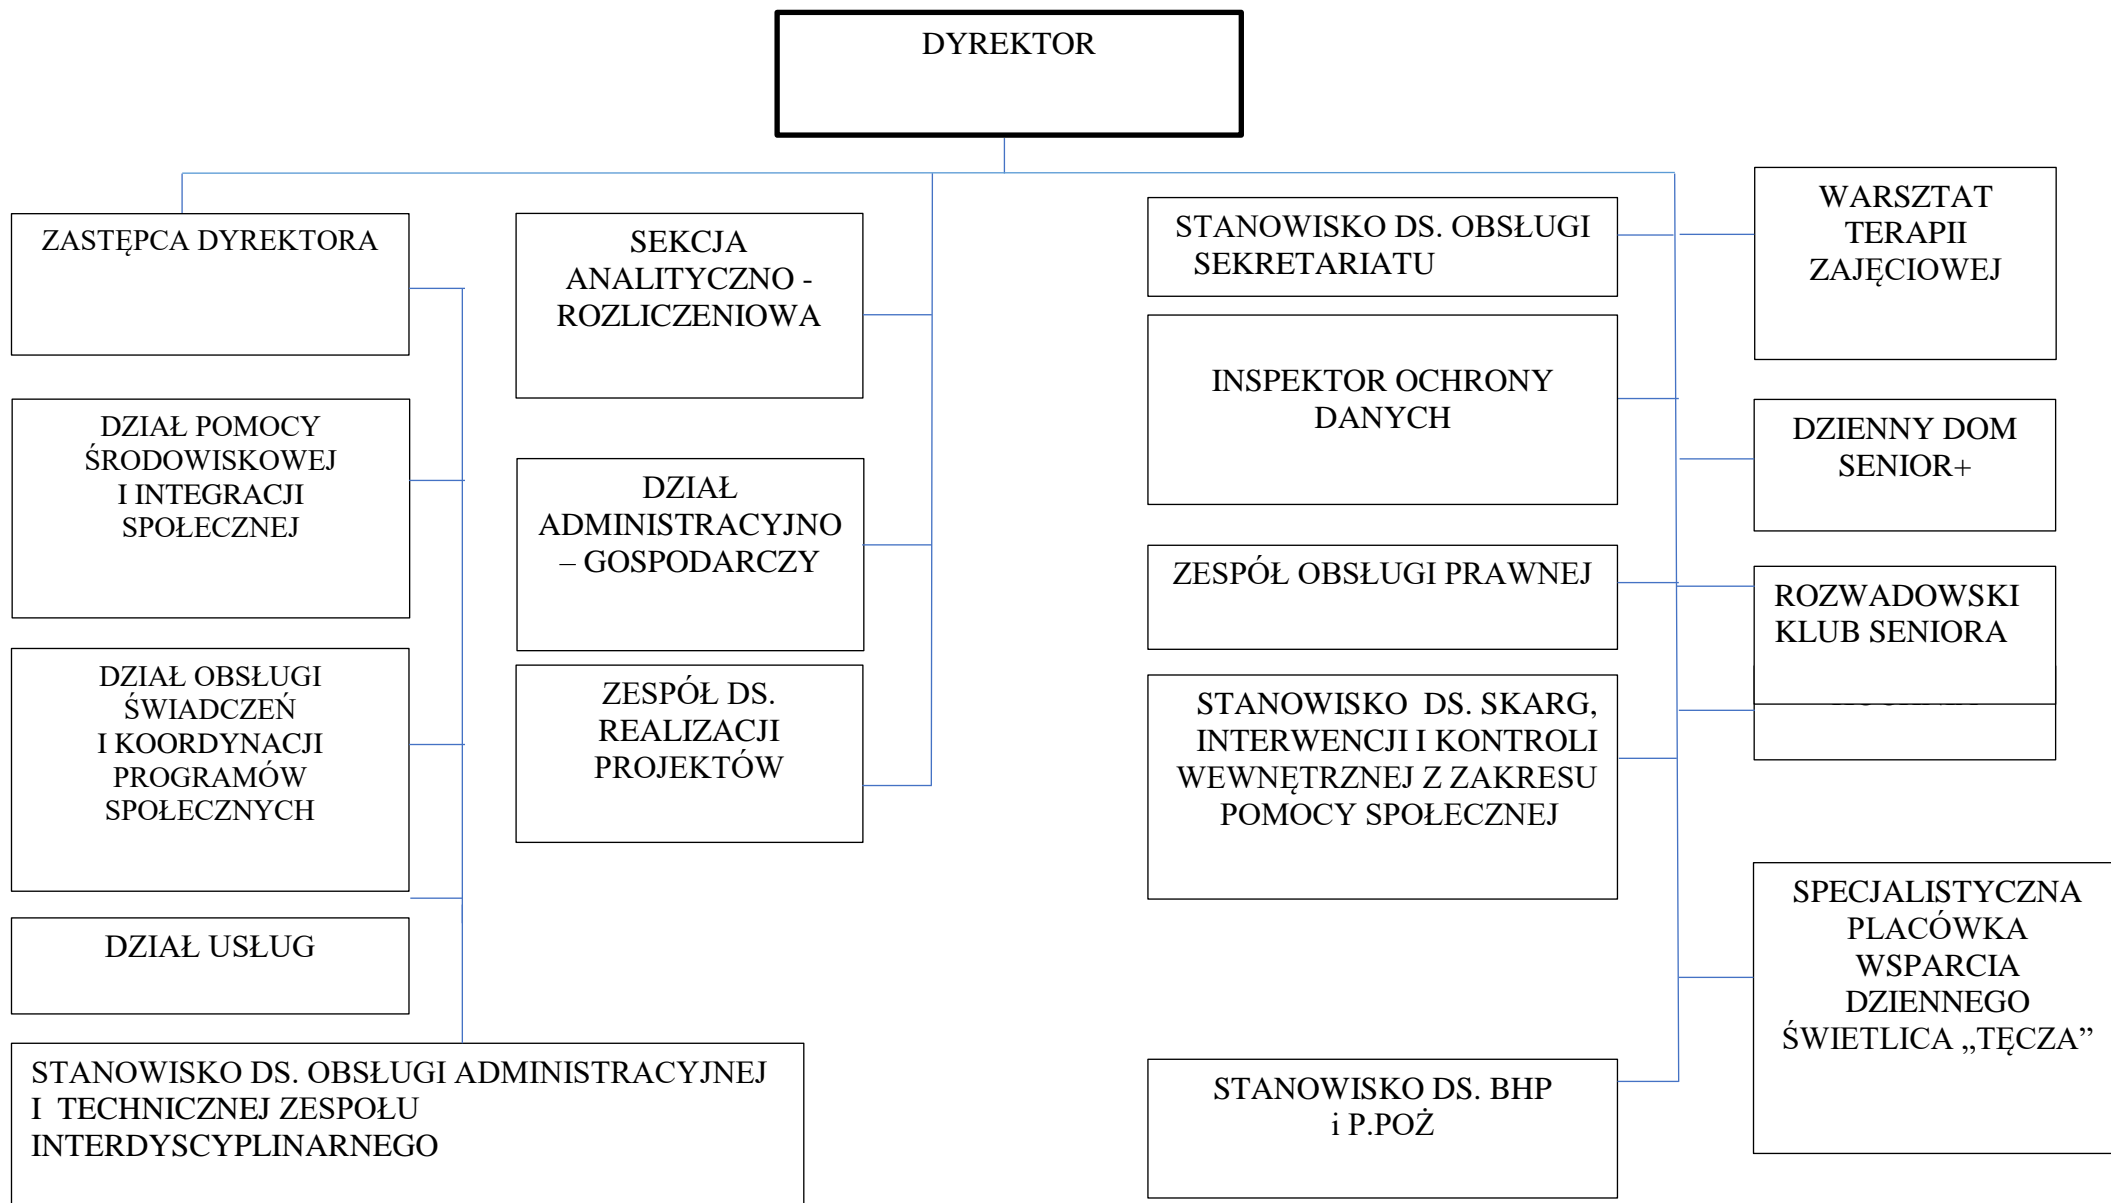 DYREKTOR
ZASTĘPCA DYREKTORA
DZIAŁ POMOCY
ŚRODOWISKOWEJ
I INTEGRACJI
SPOŁECZNEJ
DZIAŁ OBSŁUGI
ŚWIADCZEŃ
I KOORDYNACJI
PROGRAMÓW
SPOŁECZNYCH
DZIAŁ USŁUG
STANOWISKO DS. OBSŁUGI ADMINISTRACYJNEJ
I TECHNICZNEJ ZESPOŁU
INTERDYSCYPLINARNEGO
SEKCJA
ANALITYCZNO -
ROZLICZENIOWA
DZIAŁ
ADMINISTRACYJNO
– GOSPODARCZY
ZESPÓŁ DS.
REALIZACJI
PROJEKTÓW
STANOWISKO DS. OBSŁUGI
SEKRETARIATU
INSPEKTOR OCHRONY
DANYCH
ZESPÓŁ OBSŁUGI PRAWNEJ
STANOWISKO DS. SKARG,
INTERWENCJI I KONTROLI
WEWNĘTRZNEJ Z ZAKRESU
POMOCY SPOŁECZNEJ
STANOWISKO DS. BHP
i P.POŻ
WARSZTAT
TERAPII
ZAJĘCIOWEJ
DZIENNY DOM
SENIOR+
ROZWADOWSKI
KLUB SENIORA
SPECJALISTYCZNA
PLACÓWKA
WSPARCIA
DZIENNEGO
ŚWIETLICA „TĘCZA”